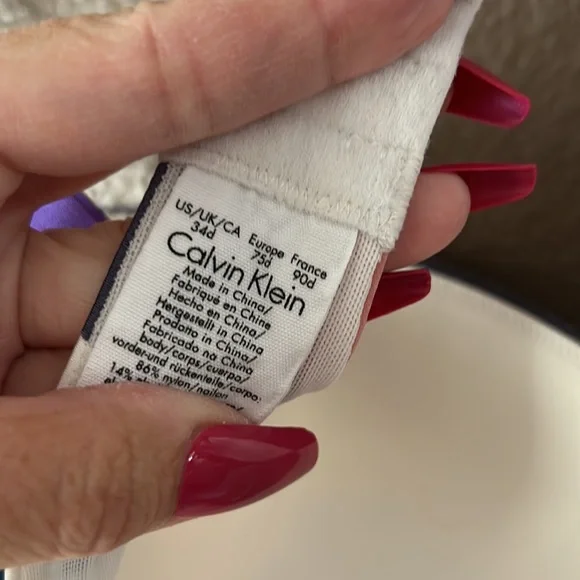 US/UK/CA Europe France
34d 75d 90d
Calvin Klein
Made in China/
Fabriqué en Chine
Hecho en China/
Hergestellt in China/
Prodotto in China/
Fabricado na China
body/corps/cuerpo/
vorder-und rückenteile/corpo:
86% nylon/nailon
14%